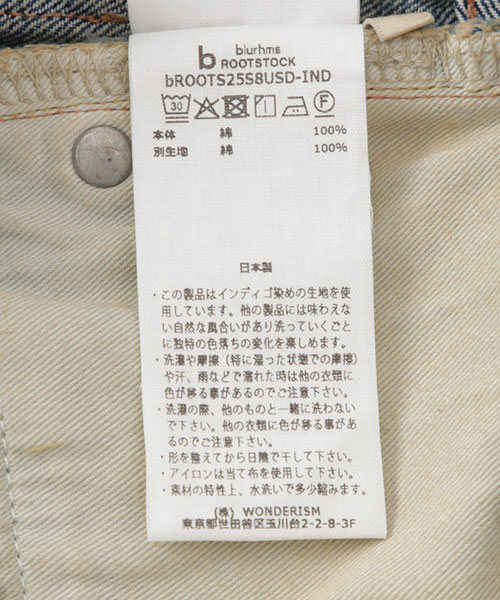 b blurhms
ROOTSTOCK
bROOTS25S8USD-IND
30 F
本体 綿 100%
別生地 綿 100%
日本製
・この製品はインディゴ染めの生地を使
用しています。他の製品には味わえな
い自然な風合いがあり洗っていくごと
に独特の色落ちの変化を楽しめます。
・洗濯や摩擦（特に湿った状態での摩擦）
や汗、雨などで濡れた時は他の衣類に
色が移る事がありますのでご注意下さい。
・洗濯の際、他のものと一緒に洗わない
で下さい。他の衣類に色が移る事があ
るのでご注意下さい。
・形を整えてから日陰で干して下さい。
・アイロンは当て布を使用して下さい。
・素材の特性上、水洗いで多少縮みます。
（株） WONDERISM
東京都世田谷区玉川台2-2-8-3F